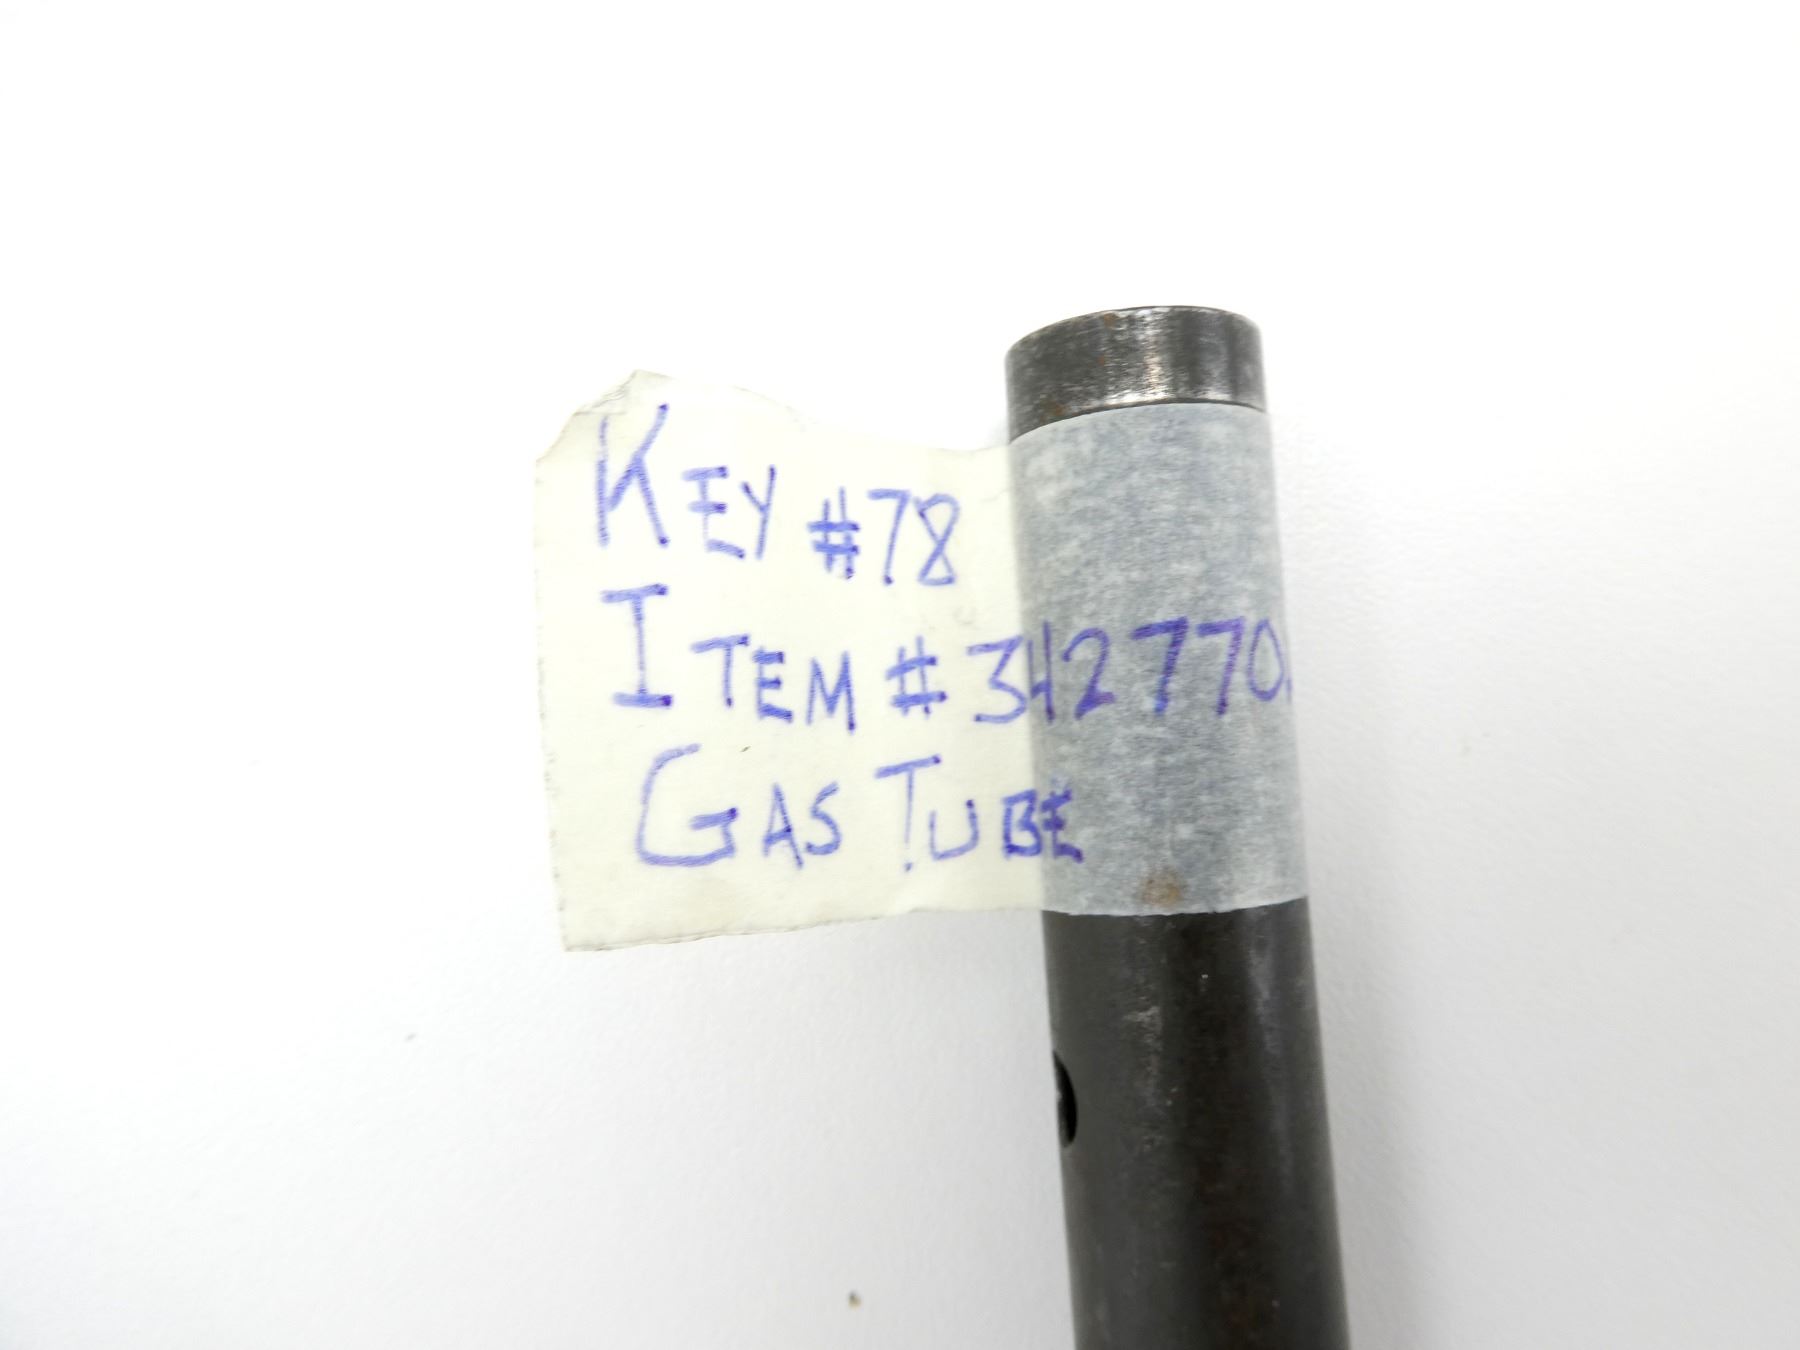 KEY #78
ITEM #342770
GAS TUBE